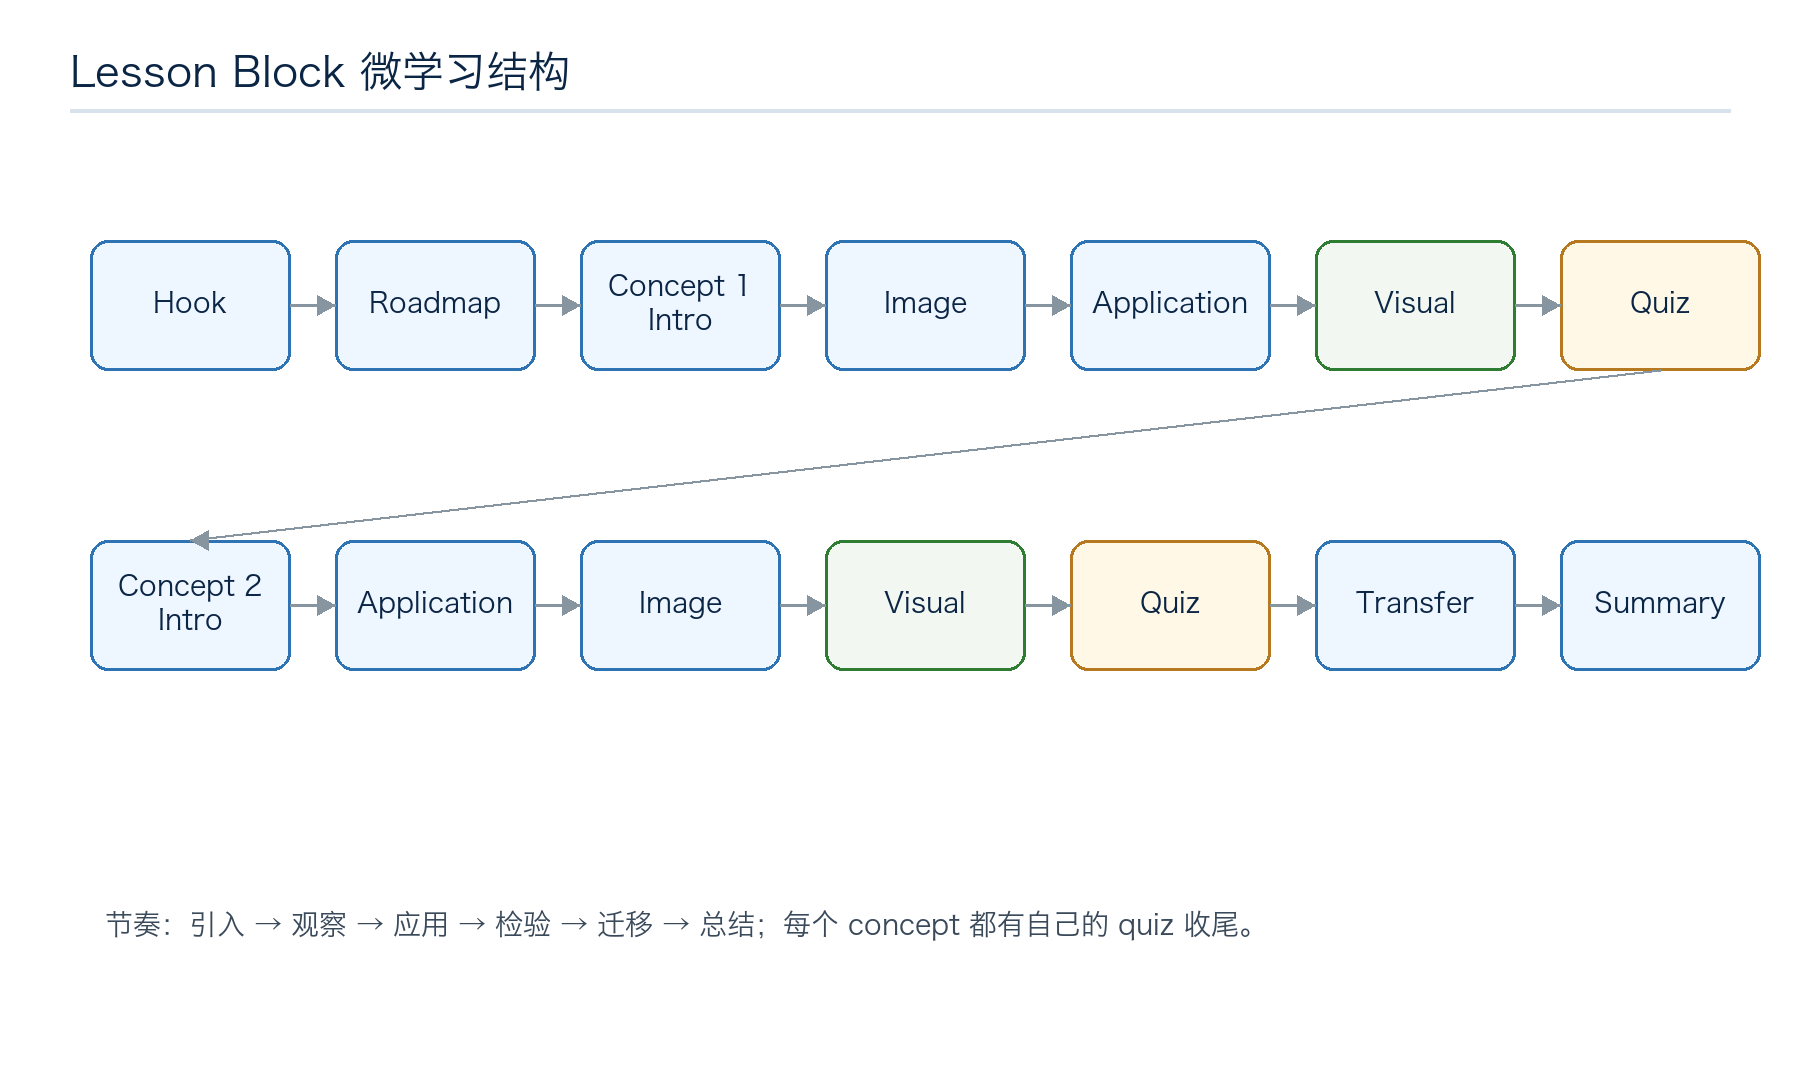 Lesson Block 微学习结构
Hook
Roadmap
Concept 1
Intro
Image
Application
Visual
Quiz
Concept 2
Intro
Application
Image
Visual
Quiz
Transfer
Summary
节奏：引入 → 观察 → 应用 → 检验 → 迁移 → 总结；每个 concept 都有自己的 quiz 收尾。